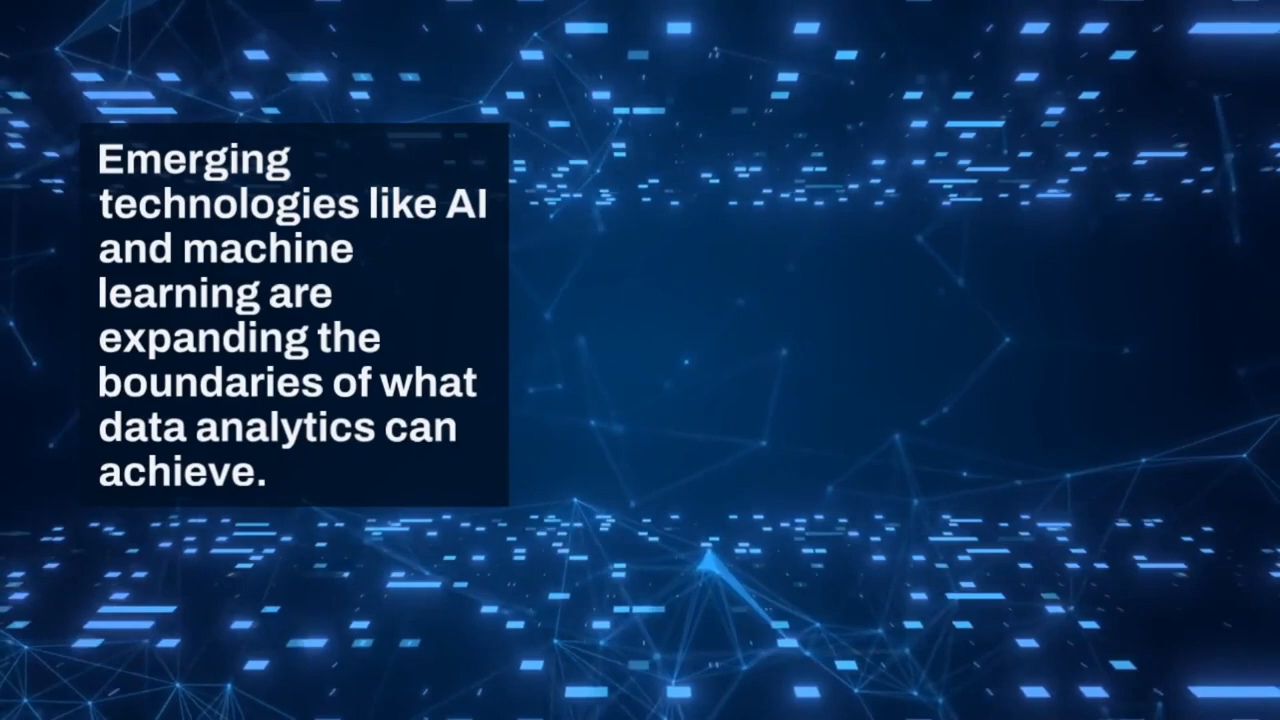 Emerging
technologies like AI
and machine
learning are
expanding the
boundaries of what
data analytics can
achieve.